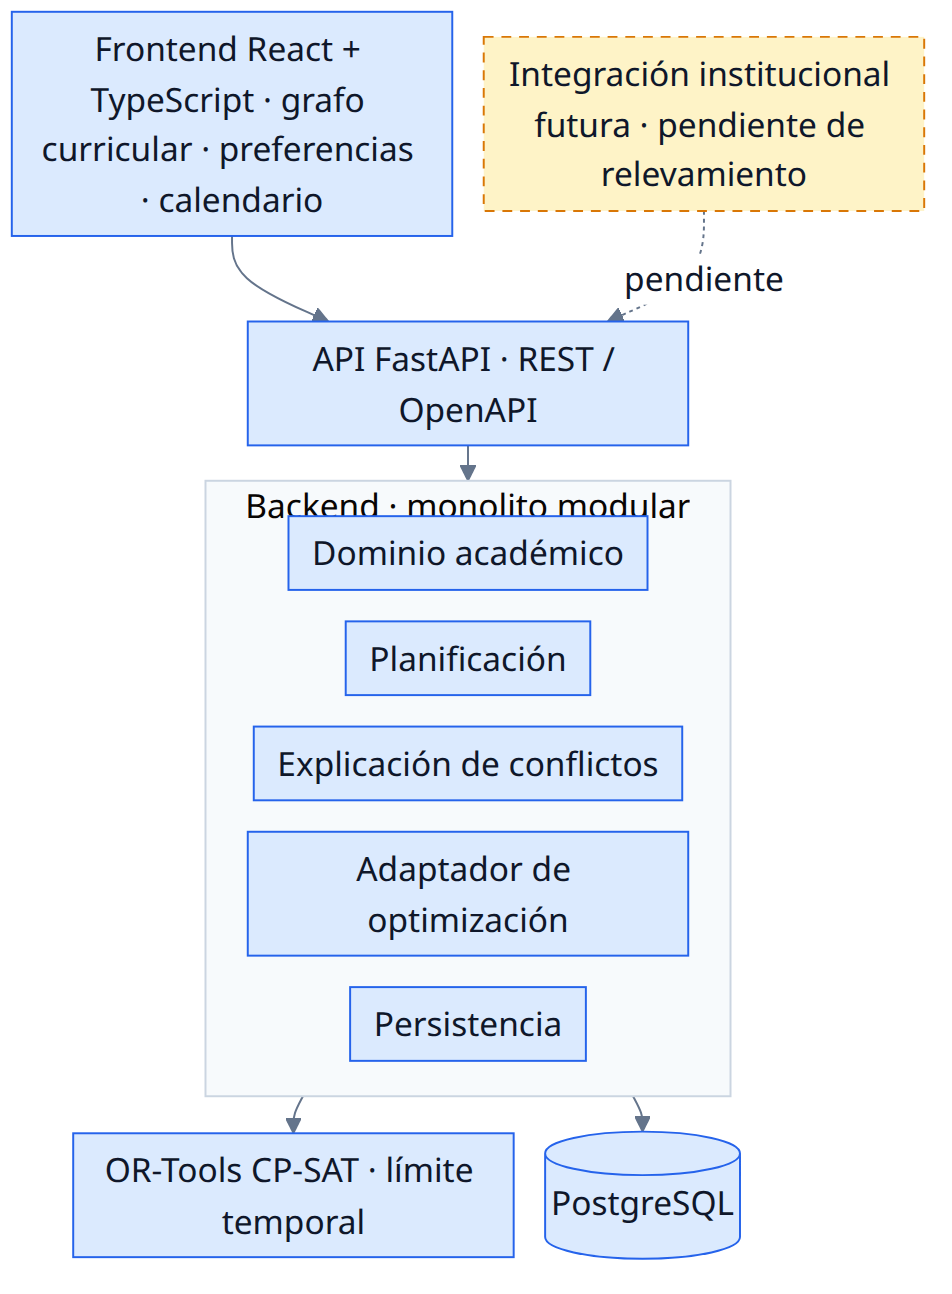 Frontend React +
TypeScript · grafo
curricular · preferencias
· calendario
Integración institucional
futura · pendiente de
relevamiento
pendiente
API FastAPI · REST /
OpenAPI
Backend · monolito modular
Dominio académico
Planificación
Explicación de conflictos
Adaptador de
optimización
Persistencia
OR-Tools CP-SAT · límite
temporal
PostgreSQL